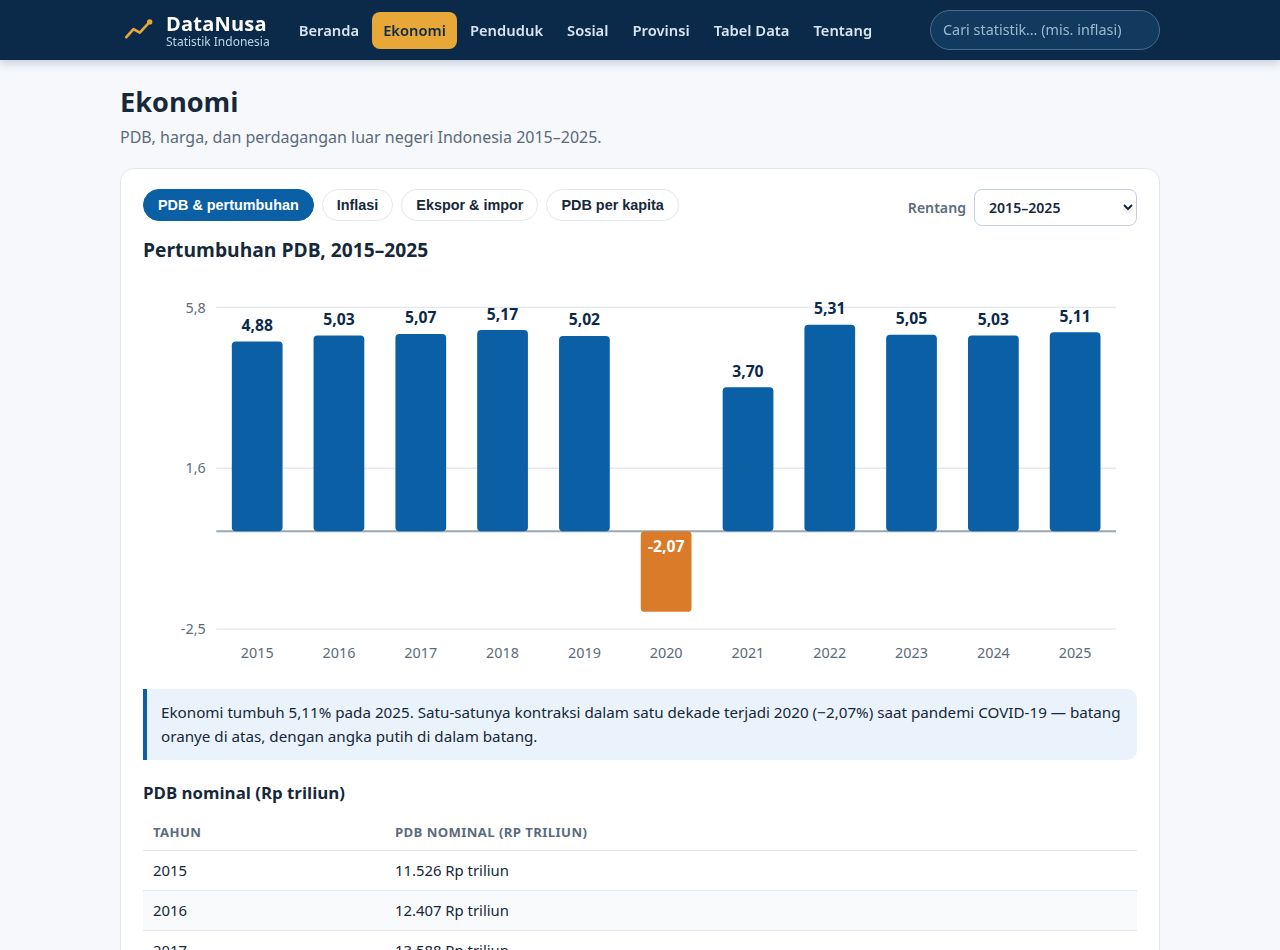 DataNusa
Statistik Indonesia
Beranda Ekonomi Penduduk Sosial Provinsi Tabel Data Tentang
Cari statistik... (mis. inflasi)
Ekonomi
PDB, harga, dan perdagangan luar negeri Indonesia 2015–2025.
PDB & pertumbuhan Inflasi Ekspor & impor PDB per kapita
Rentang 2015–2025
Pertumbuhan PDB, 2015–2025
5,8
1,6
-2,5
4,88 5,03 5,07 5,17 5,02 -2,07 3,70 5,31 5,05 5,03 5,11
2015 2016 2017 2018 2019 2020 2021 2022 2023 2024 2025
Ekonomi tumbuh 5,11% pada 2025. Satu-satunya kontraksi dalam satu dekade terjadi 2020 (−2,07%) saat pandemi COVID-19 — batang
oranye di atas, dengan angka putih di dalam batang.
PDB nominal (Rp triliun)
TAHUN PDB NOMINAL (RP TRILIUN)
2015 11.526 Rp triliun
2016 12.407 Rp triliun
2017 13.588 Rp triliun